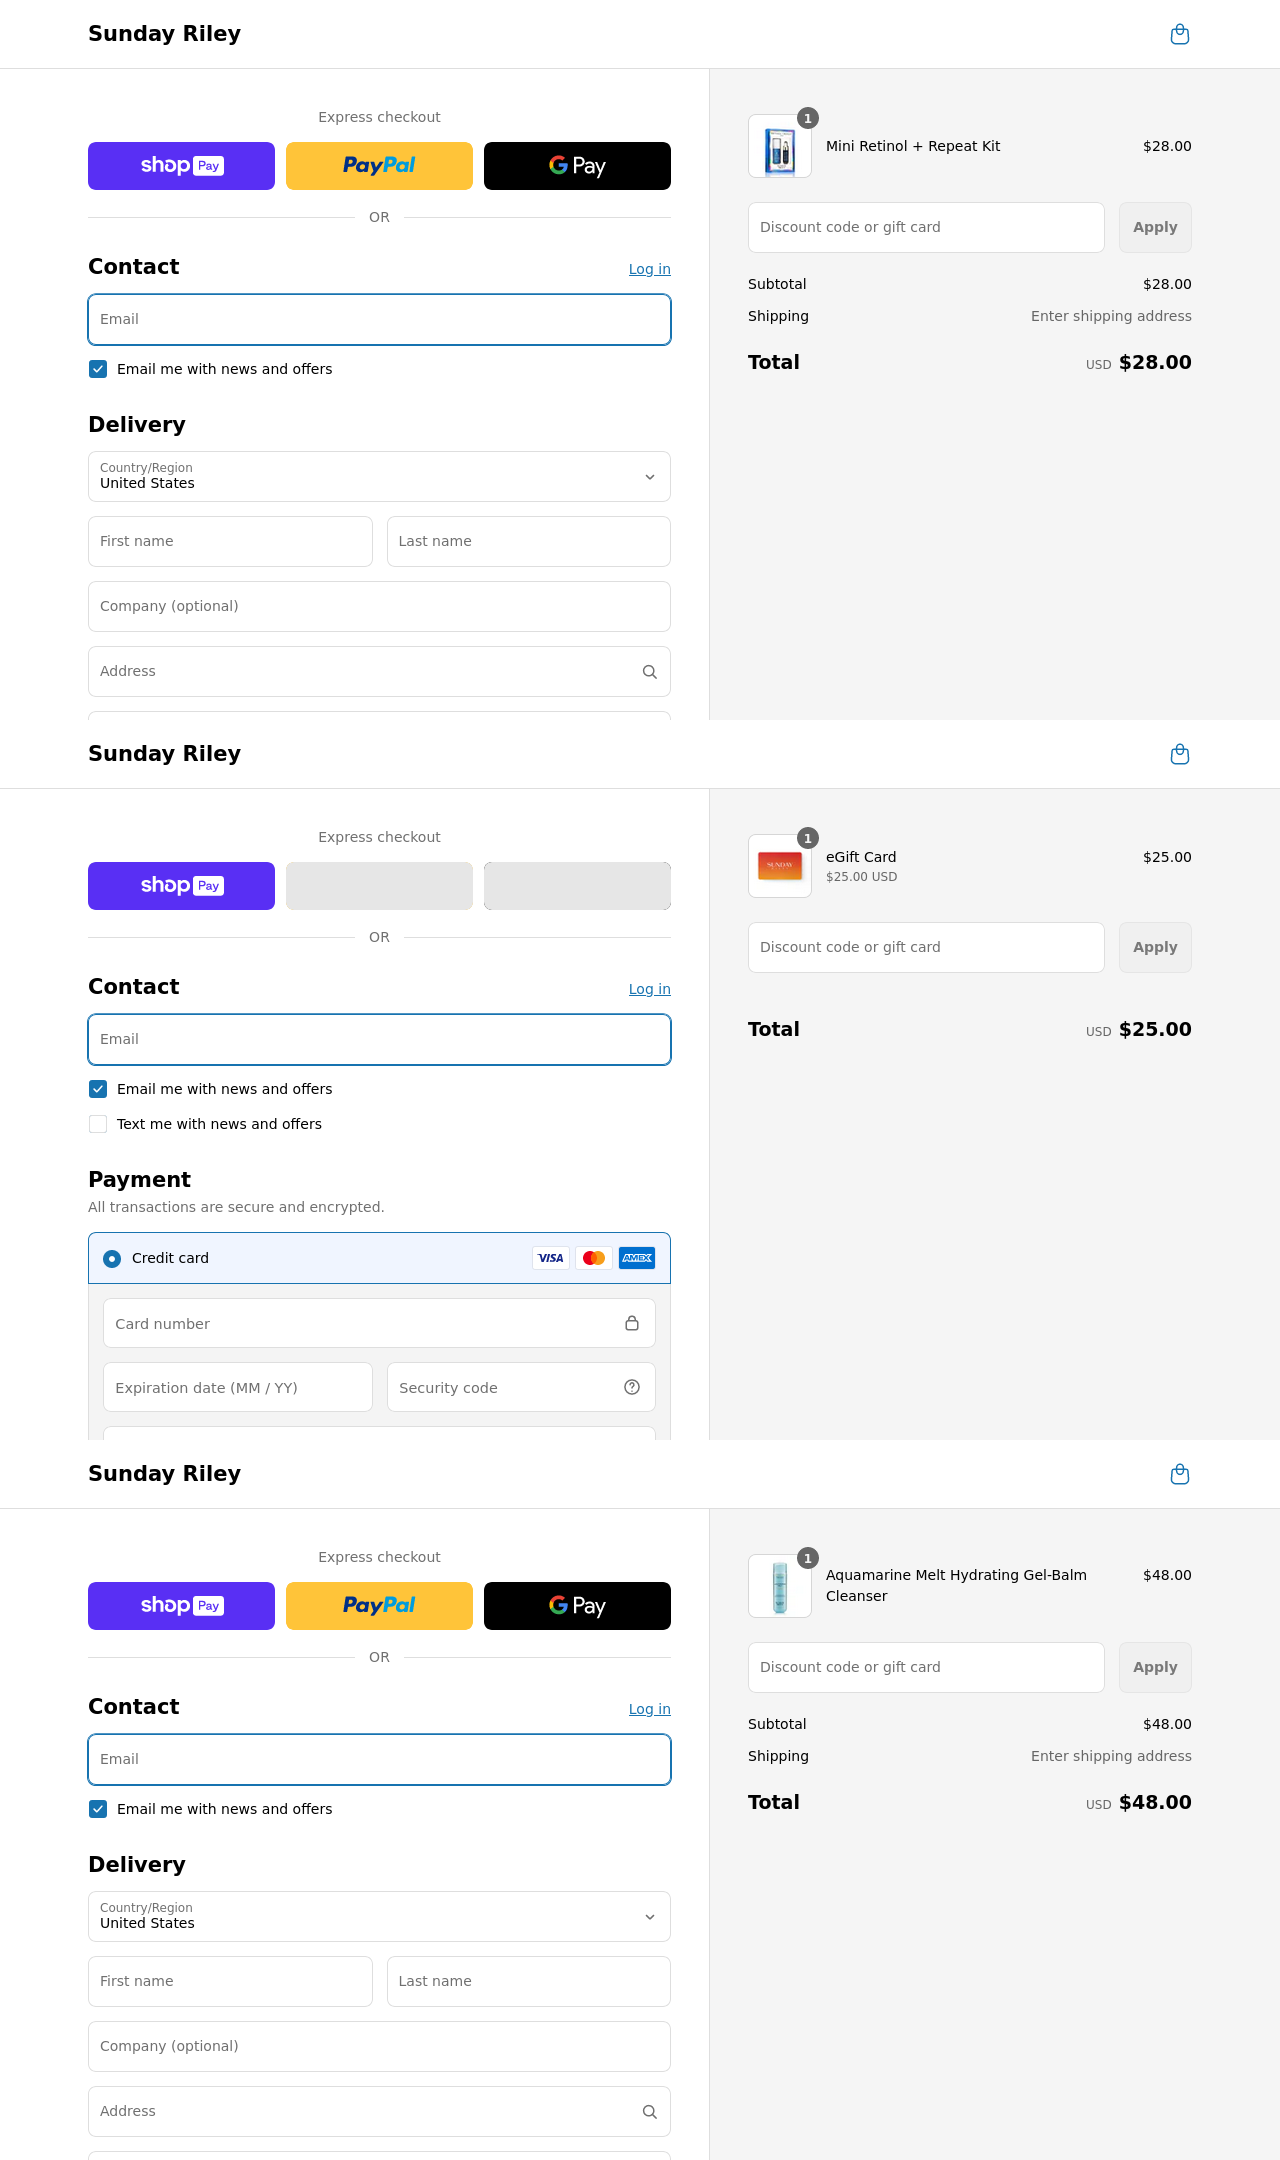 Sunday Riley
Express checkout
shop Pay
PayPal
G Pay
OR
Contact
Log in
Email
Email me with news and offers
Delivery
Country/Region
United States
First name
Last name
Company (optional)
Address
1
Mini Retinol + Repeat Kit
$28.00
Discount code or gift card
Apply
Subtotal
$28.00
Shipping
Enter shipping address
Total
USD $28.00
Sunday Riley
Express checkout
shop Pay
OR
Contact
Log in
Email
Email me with news and offers
Text me with news and offers
Payment
All transactions are secure and encrypted.
Credit card
VISA
AMEX
Card number
Expiration date (MM / YY)
Security code
1
SUNDAY
eGift Card
$25.00
$25.00 USD
Discount code or gift card
Apply
Total
USD $25.00
Sunday Riley
Express checkout
shop Pay
PayPal
G Pay
OR
Contact
Log in
Email
Email me with news and offers
Delivery
Country/Region
United States
First name
Last name
Company (optional)
Address
1
Aquamarine Melt Hydrating Gel-Balm
Cleanser
$48.00
Discount code or gift card
Apply
Subtotal
$48.00
Shipping
Enter shipping address
Total
USD $48.00